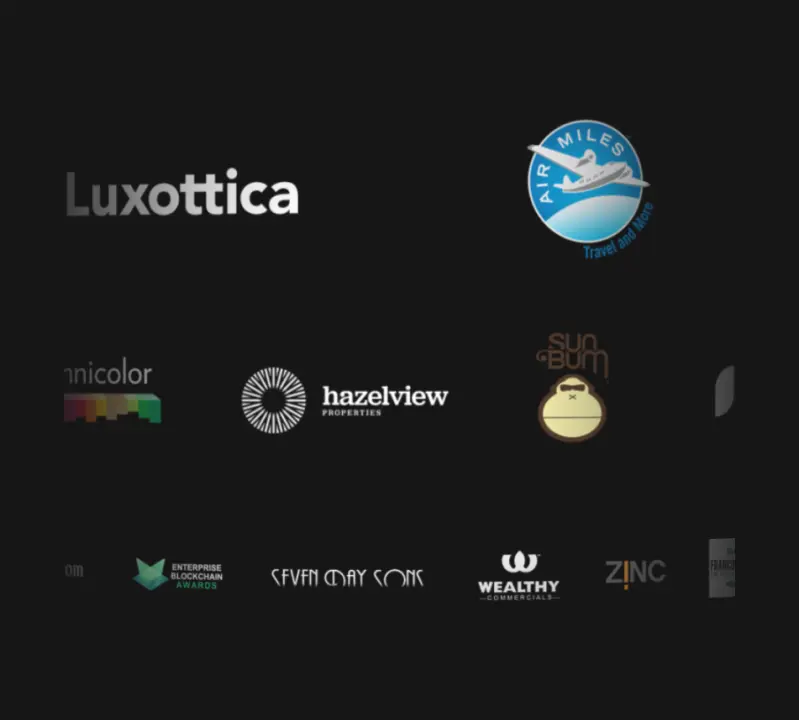 Luxottica
AIR MILES
Travel and More
nnicolor
hazelview
PROPERTIES
SUN
BUM
om
ENTERPRISE
BLOCKCHAIN
AWARDS
SEVEN DAY SONS
WEALTHY
COMMERCIALS
Z!NC